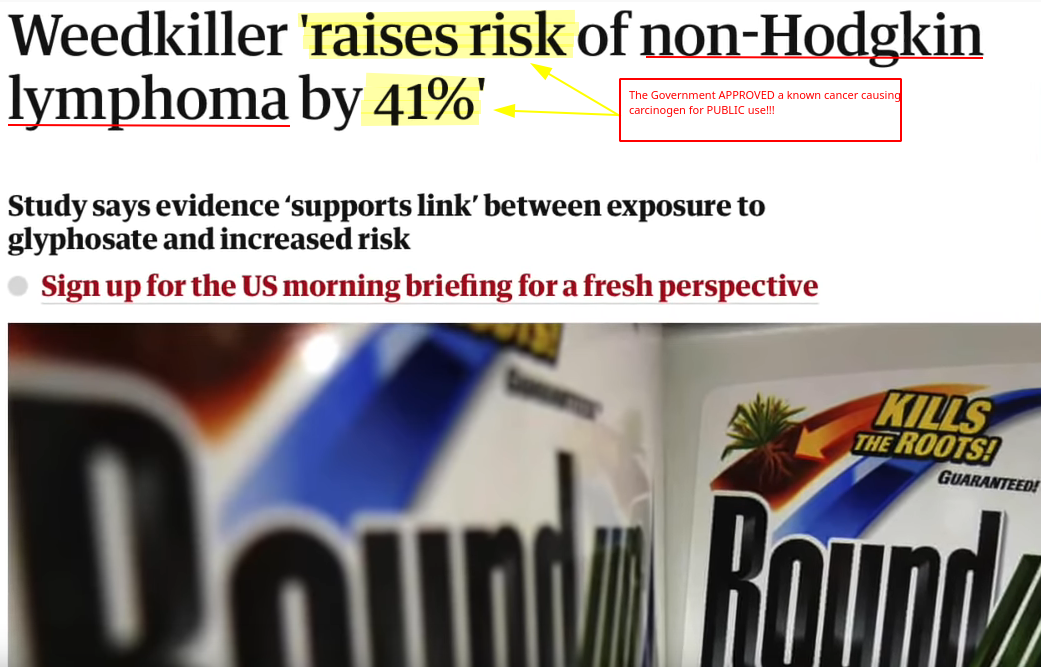 Weedkiller 'raises risk of non-Hodgkin
lymphoma by 41%'
The Government APPROVED a known cancer causing
carcinogen for PUBLIC use!!!
Study says evidence ‘supports link’ between exposure to
glyphosate and increased risk
Sign up for the US morning briefing for a fresh perspective
GUARANTEED!
Roundup
KILLS
THE ROOTS!
GUARANTEED!
Round